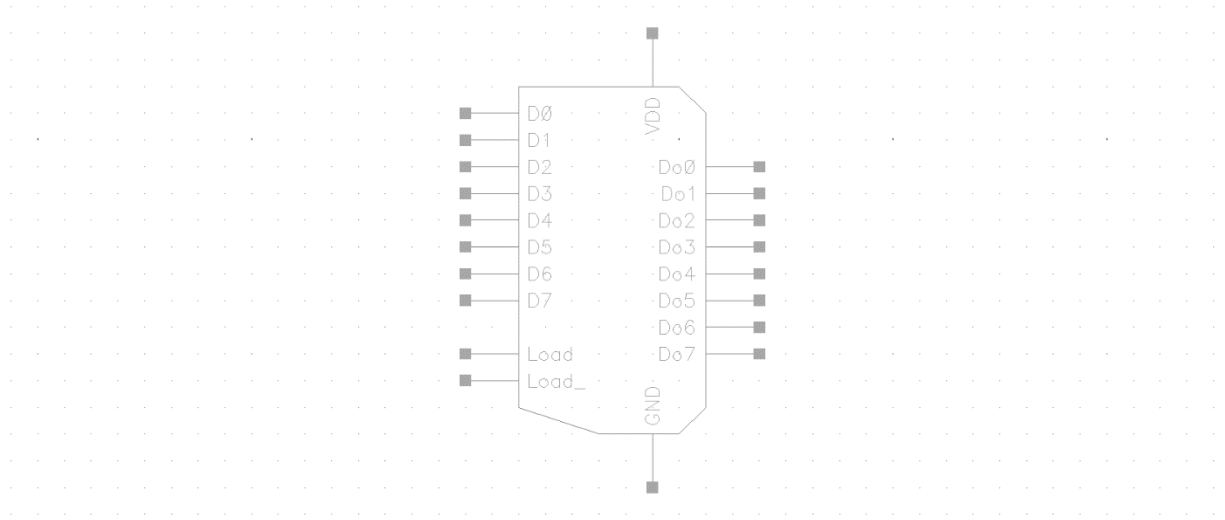 VDD
D0
D1
D2 Do0
D3 Do1
D4 Do2
D5 Do3
D6 Do4
D7 Do5
Do6
Load Do7
Load_
GND